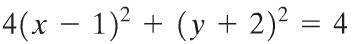 4(x − 1)² + (y + 2)² = 4